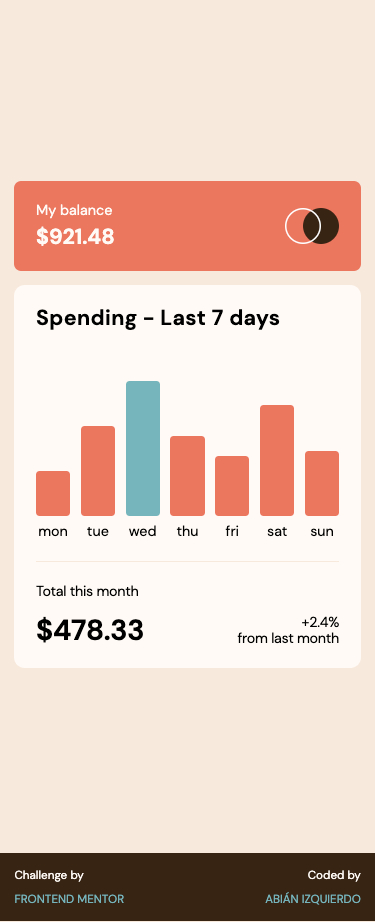 My balance
$921.48
Spending - Last 7 days
mon tue wed thu fri sat sun
Total this month
$478.33
+2.4%
from last month
Challenge by
FRONTEND MENTOR
Coded by
ABIÁN IZQUIERDO